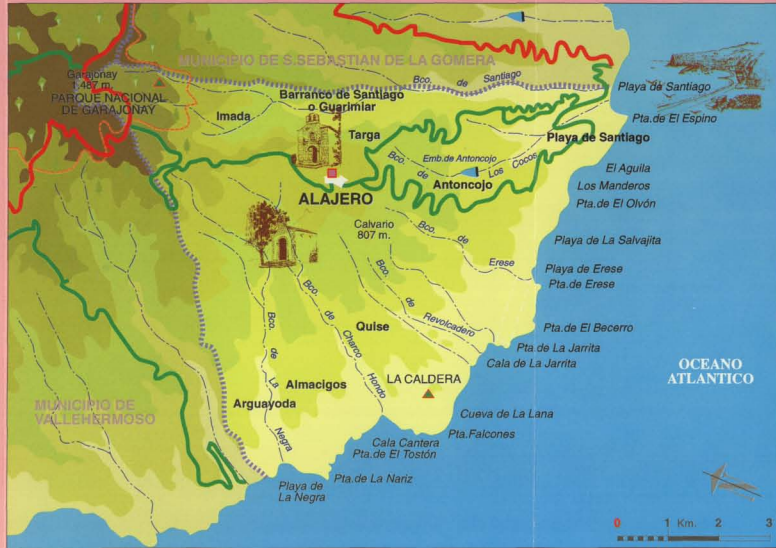 MUNICIPIO DE S.SEBASTIAN DE LA GOMERA
Garajonay
1.487 m.
PARQUE NACIONAL
DE GARAJONAY
Bco. de Santiago
Barranco de Santiago
o Guarimiar
Imada
Targa
Playa de Santiago
Pta.de El Espino
Playa de Santiago
Emb.de Antoncojo
Bco. de Los Cocos
Antoncojo
El Aguila
Los Manderos
Pta.de El Olvón
ALAJERO
Calvario
807 m.
Bco. de Erese
Playa de La Salvajita
Playa de Erese
Pta.de Erese
Bco. de Revolcadero
Quise
Pta.de El Becerro
Pta.de La Jarrita
Cala de La Jarrita
OCEANO
ATLANTICO
Bco. de Charco Hondo
Bco. de La Negra
LA CALDERA
Almacigos
Arguayoda
MUNICIPIO DE
VALLEHERMOSO
Cueva de La Lana
Pta.Falcones
Cala Cantera
Pta.de El Tostón
Pta.de La Nariz
Playa de
La Negra
0 1 Km. 2 3